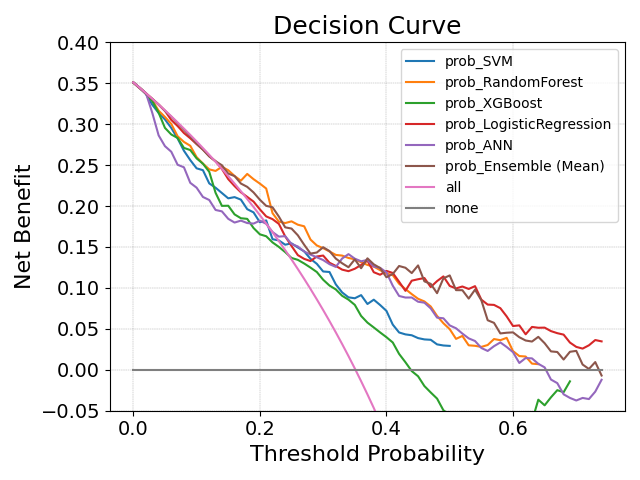 Decision Curve
Net Benefit
0.40
0.35
0.30
0.25
0.20
0.15
0.10
0.05
0.00
−0.05
prob_SVM
prob_RandomForest
prob_XGBoost
prob_LogisticRegression
prob_ANN
prob_Ensemble (Mean)
all
none
0.0 0.2 0.4 0.6
Threshold Probability